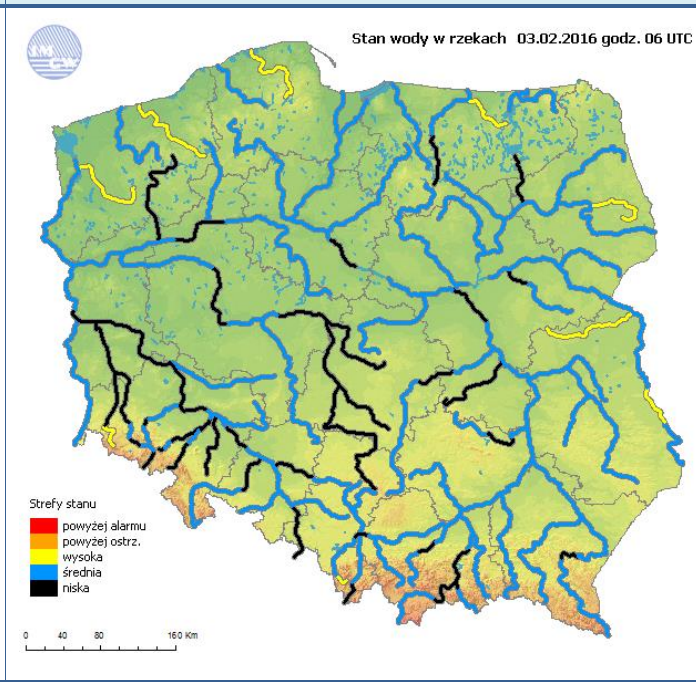 Stan wody w rzekach 03.02.2016 godz. 06 UTC
Strefy stanu
powyżej alarmu
powyżej ostrz.
wysoka
średnia
niska
0 40 80 160 Km